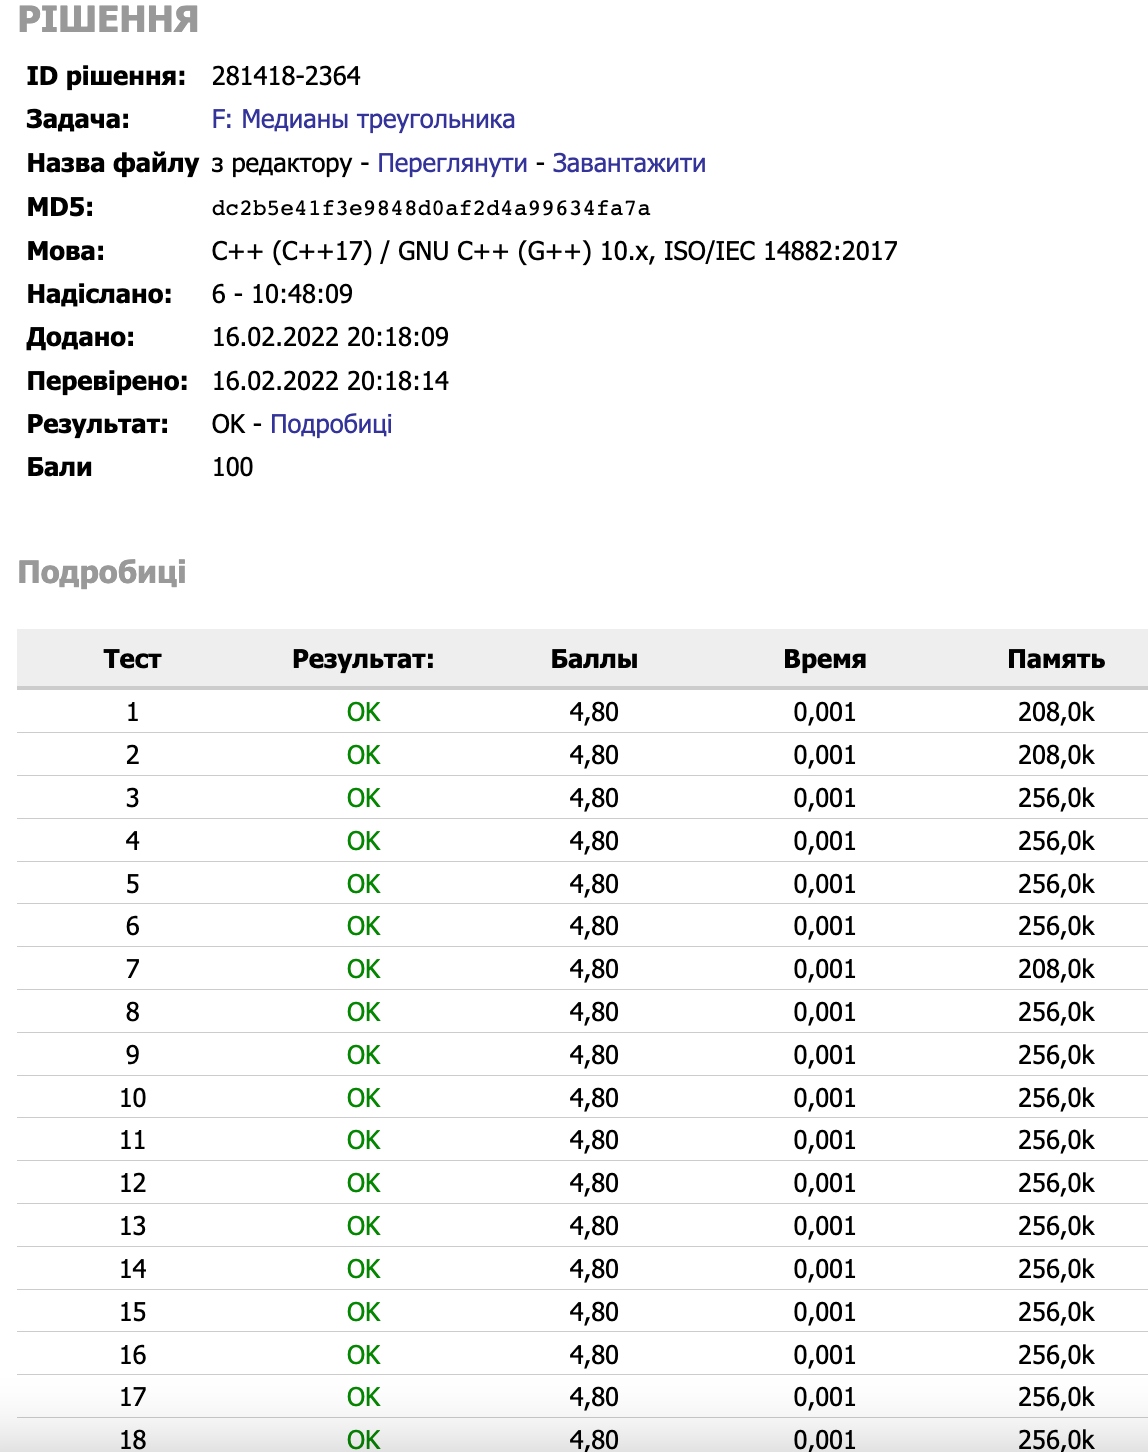 РІШЕННЯ
ID рішення: 281418-2364
Задача: F: Медианы треугольника
Назва файлу з редактору - Переглянути - Завантажити
MD5: dc2b5e41f3e9848d0af2d4a99634fa7a
Мова: C++ (C++17) / GNU C++ (G++) 10.x, ISO/IEC 14882:2017
Надіслано: 6 - 10:48:09
Додано: 16.02.2022 20:18:09
Перевірено: 16.02.2022 20:18:14
Результат: OK - Подробиці
Бали 100
Подробиці
Тест Результат: Баллы Время Память
1 OK 4,80 0,001 208,0k
2 OK 4,80 0,001 208,0k
3 OK 4,80 0,001 256,0k
4 OK 4,80 0,001 256,0k
5 OK 4,80 0,001 256,0k
6 OK 4,80 0,001 256,0k
7 OK 4,80 0,001 208,0k
8 OK 4,80 0,001 256,0k
9 OK 4,80 0,001 256,0k
10 OK 4,80 0,001 256,0k
11 OK 4,80 0,001 256,0k
12 OK 4,80 0,001 256,0k
13 OK 4,80 0,001 256,0k
14 OK 4,80 0,001 256,0k
15 OK 4,80 0,001 256,0k
16 OK 4,80 0,001 256,0k
17 OK 4,80 0,001 256,0k
18 OK 4,80 0,001 256,0k